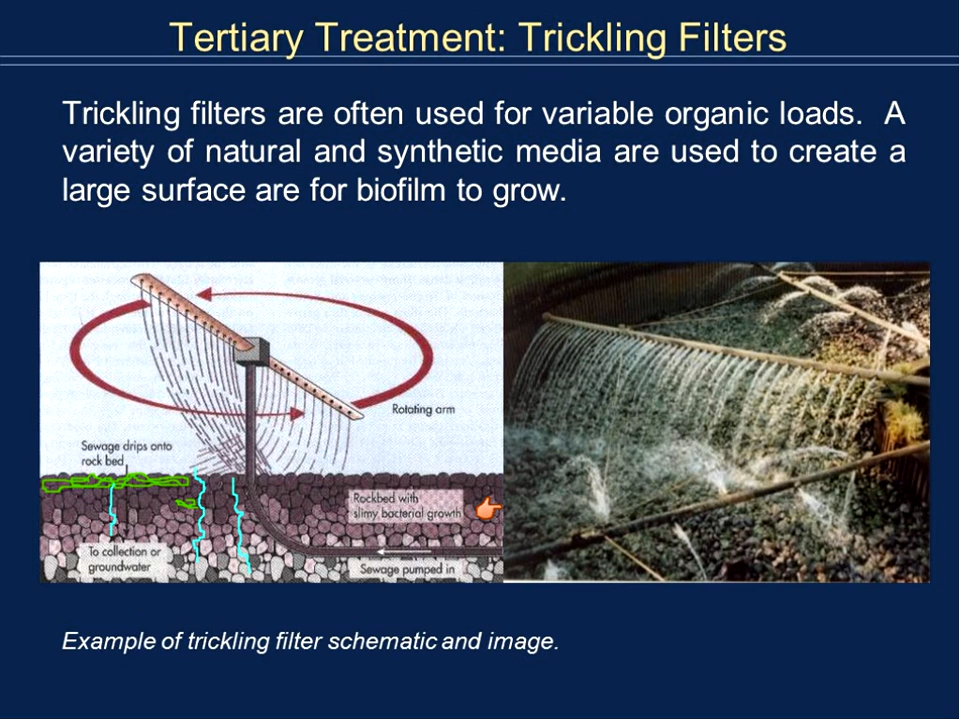 Tertiary Treatment: Trickling Filters
Trickling filters are often used for variable organic loads. A
variety of natural and synthetic media are used to create a
large surface are for biofilm to grow.
Rotating arm
Sewage drips onto
rock bed
Rockbed with
slimy bacterial growth
To collection or
groundwater
Sewage pumped in
Example of trickling filter schematic and image.